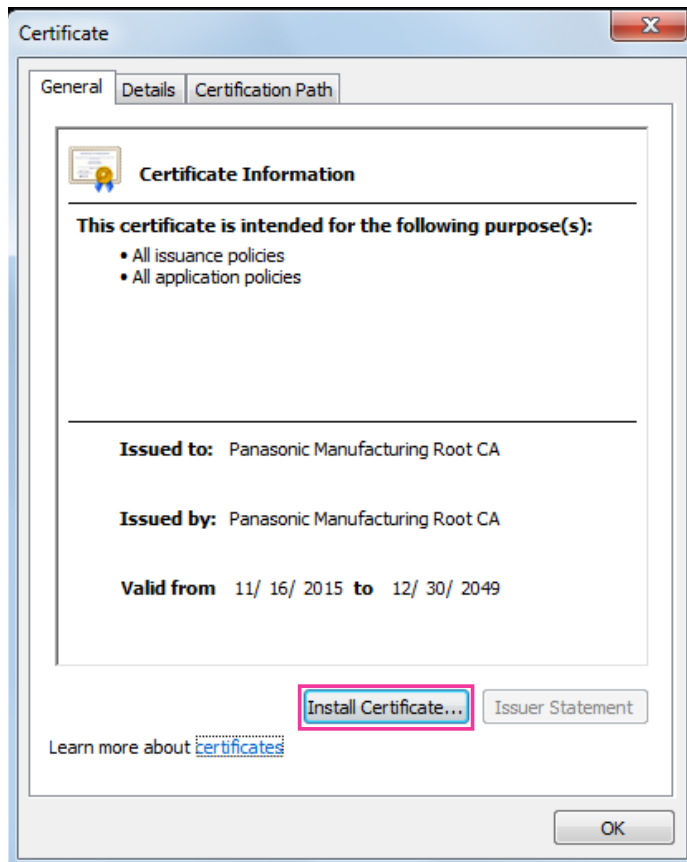 Certificate
General
Details
Certification Path
Certificate Information
This certificate is intended for the following purpose(s):
• All issuance policies
• All application policies
Issued to: Panasonic Manufacturing Root CA
Issued by: Panasonic Manufacturing Root CA
Valid from 11/ 16/ 2015 to 12/ 30/ 2049
Install Certificate...
Issuer Statement
Learn more about certificates
OK